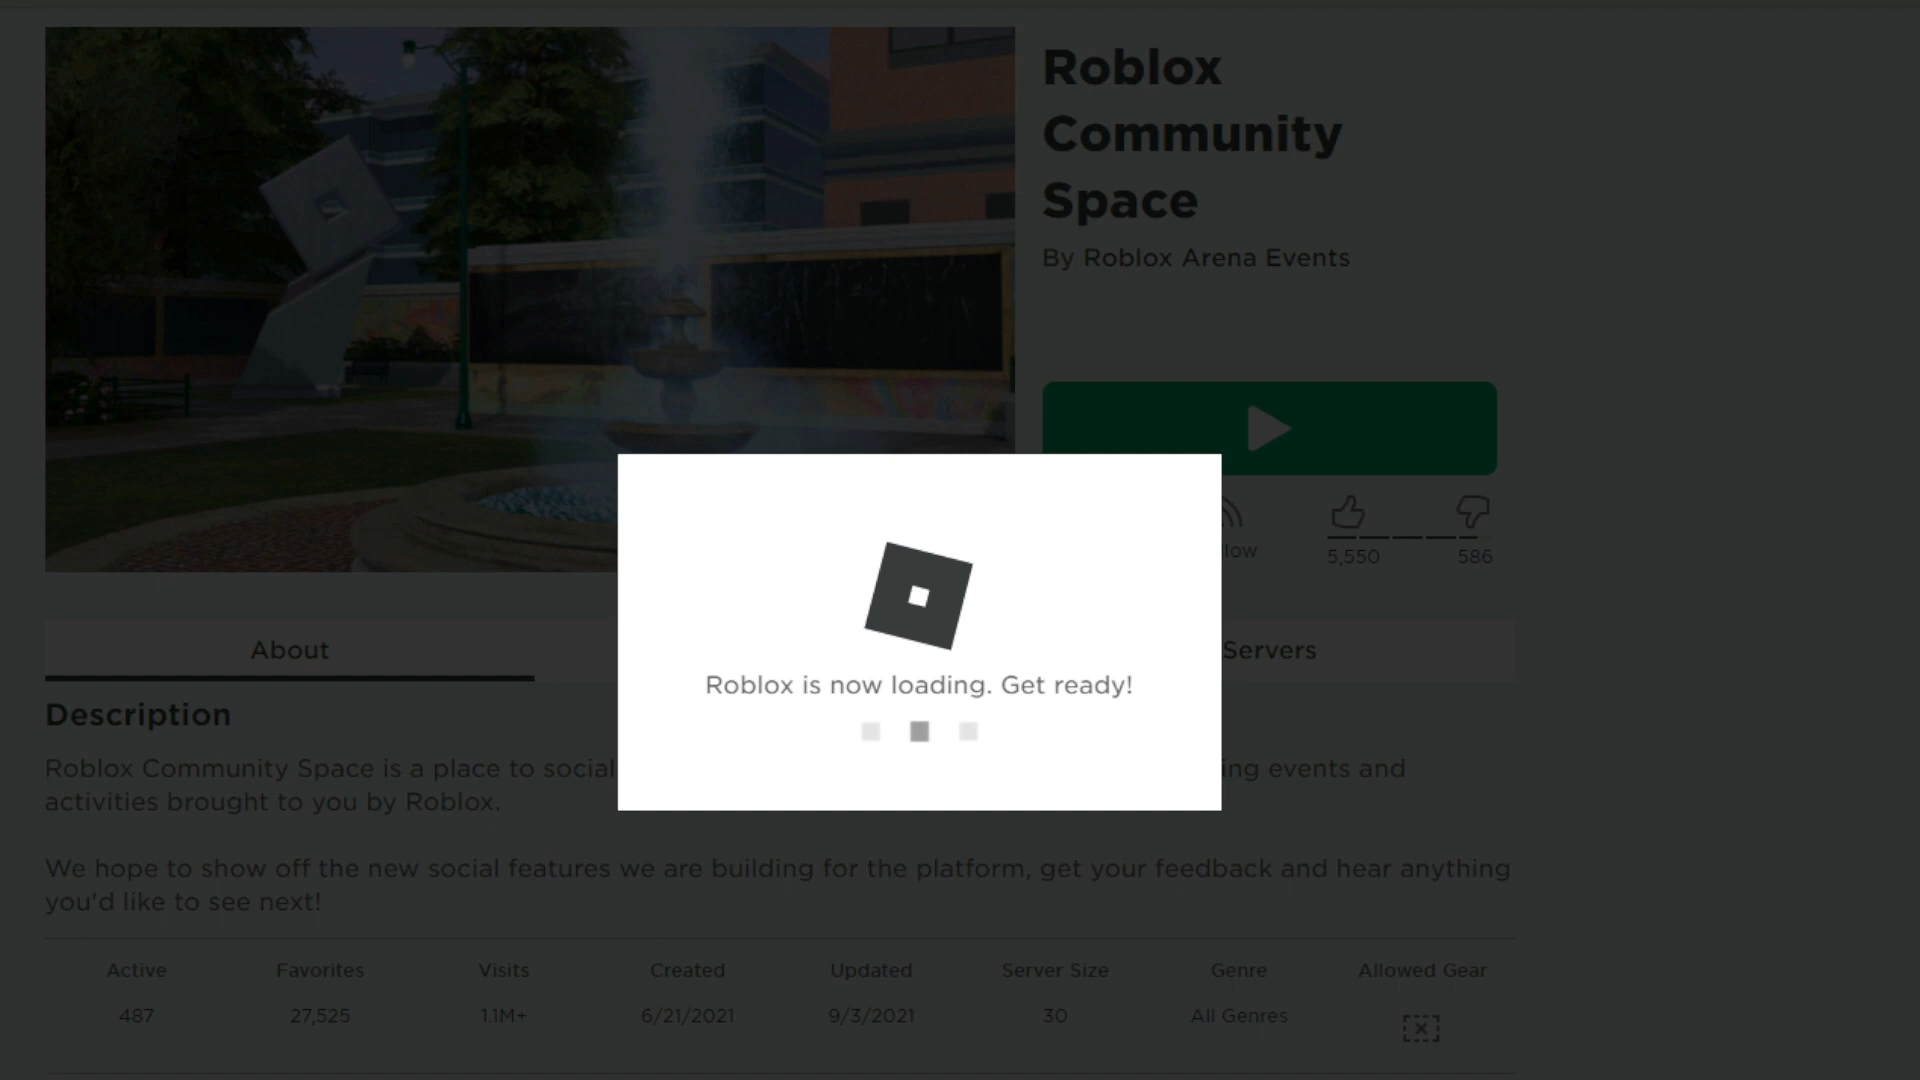 Roblox
Community
Space
By Roblox Arena Events
low
5,550
586
Roblox is now loading. Get ready!
About
Servers
Description
Roblox Community Space is a place to social
ing events and
activities brought to you by Roblox.
We hope to show off the new social features we are building for the platform, get your feedback and hear anything
you'd like to see next!
Active Favorites Visits Created Updated Server Size Genre Allowed Gear
487 27,525 1.1M+ 6/21/2021 9/3/2021 30 All Genres